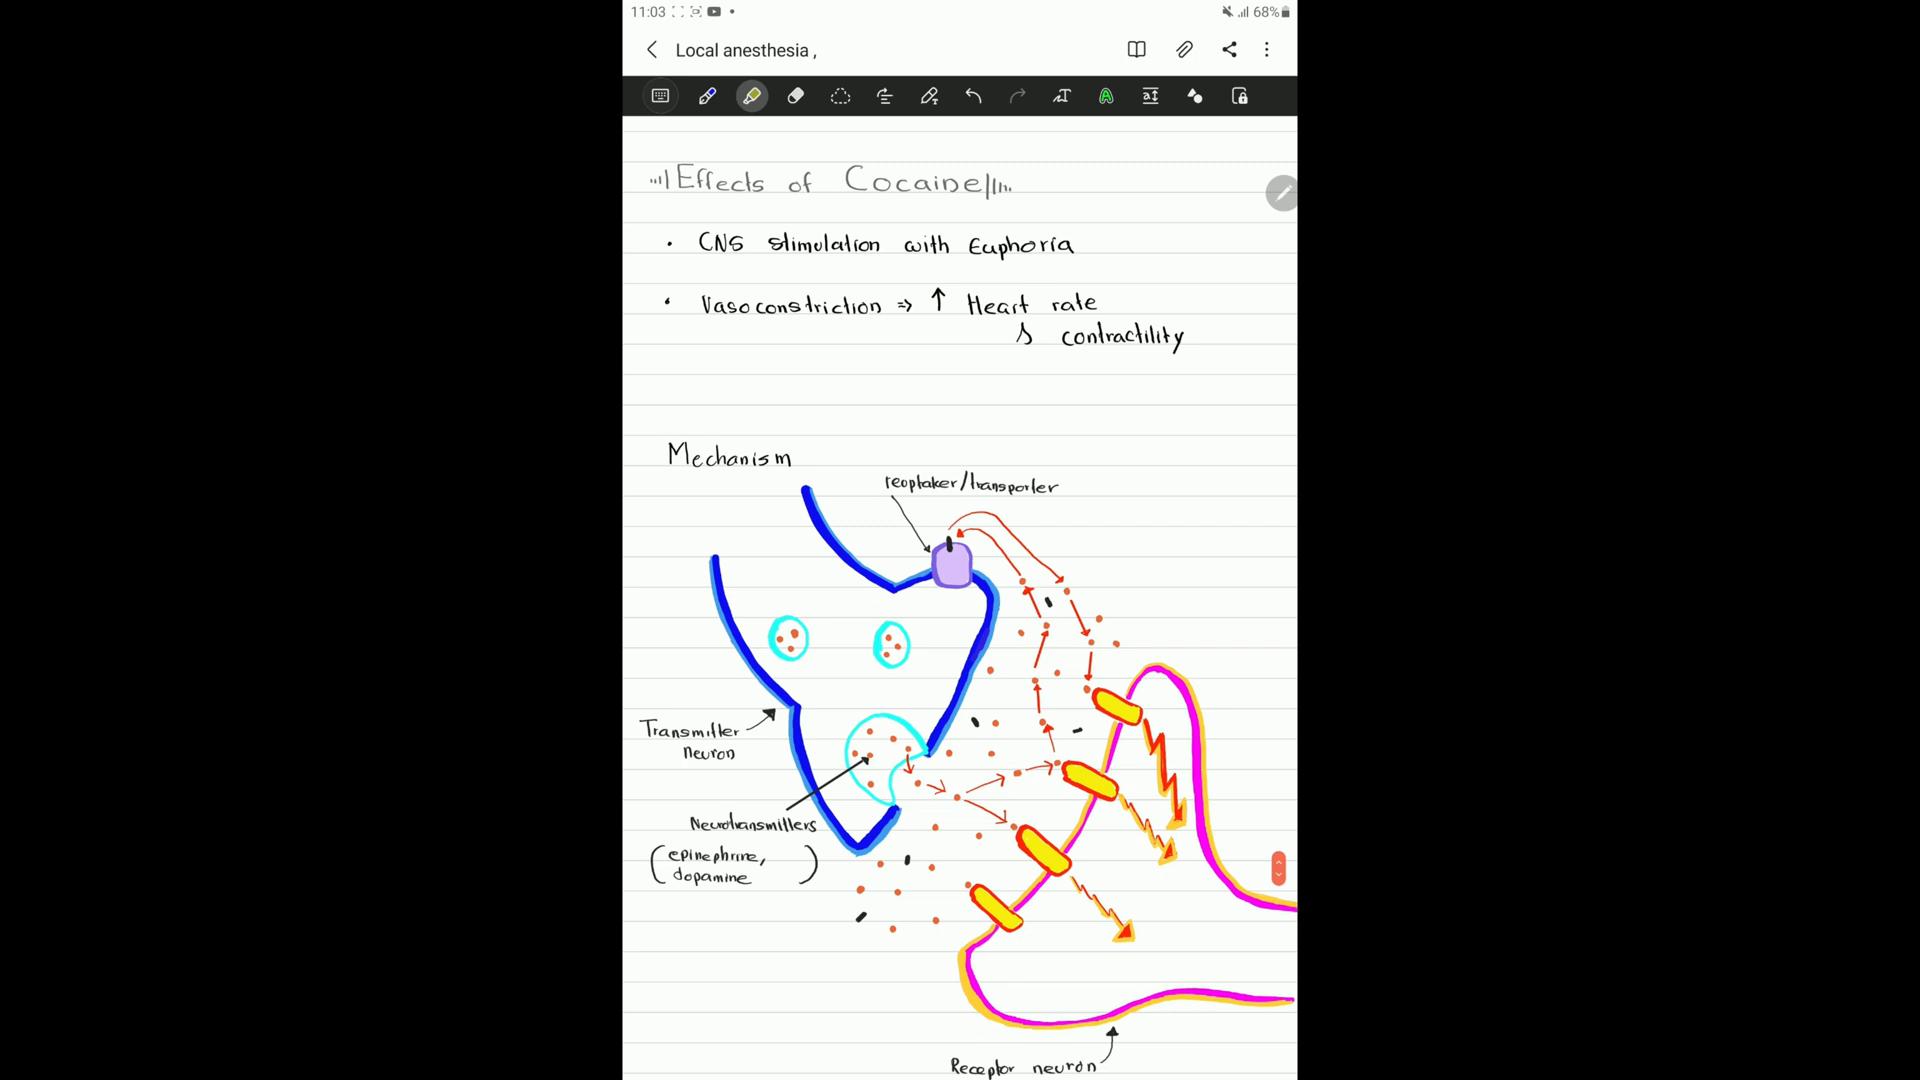 11:03
68%
Local anesthesia ,
Effects of Cocaine
• CNS stimulation with Euphoria
• Vasoconstriction ⇒ ↑ Heart rate
contractility
Mechanism
reoptaker/transporter
Transmitter
neuron
Neurotransmitters
(epinephrine,
dopamine )
Receptor neuron